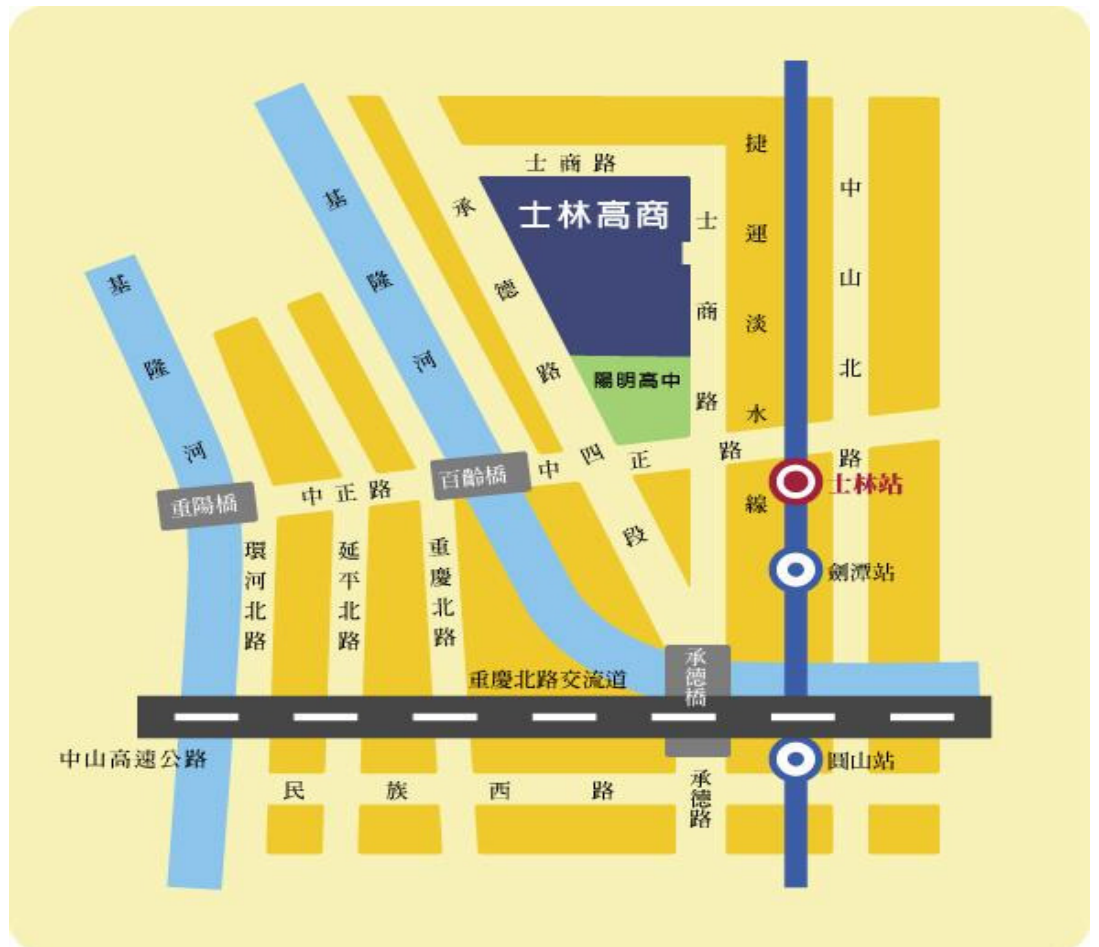 士商路
士林高商
陽明高中
士商路
捷運淡水線
中山北路
承德路四段
基隆河
基隆河
中正路
中正路
百齡橋
重陽橋
士林站
劍潭站
圓山站
環河北路
延平北路
重慶北路
重慶北路交流道
承德橋
中山高速公路
民族西路
承德路